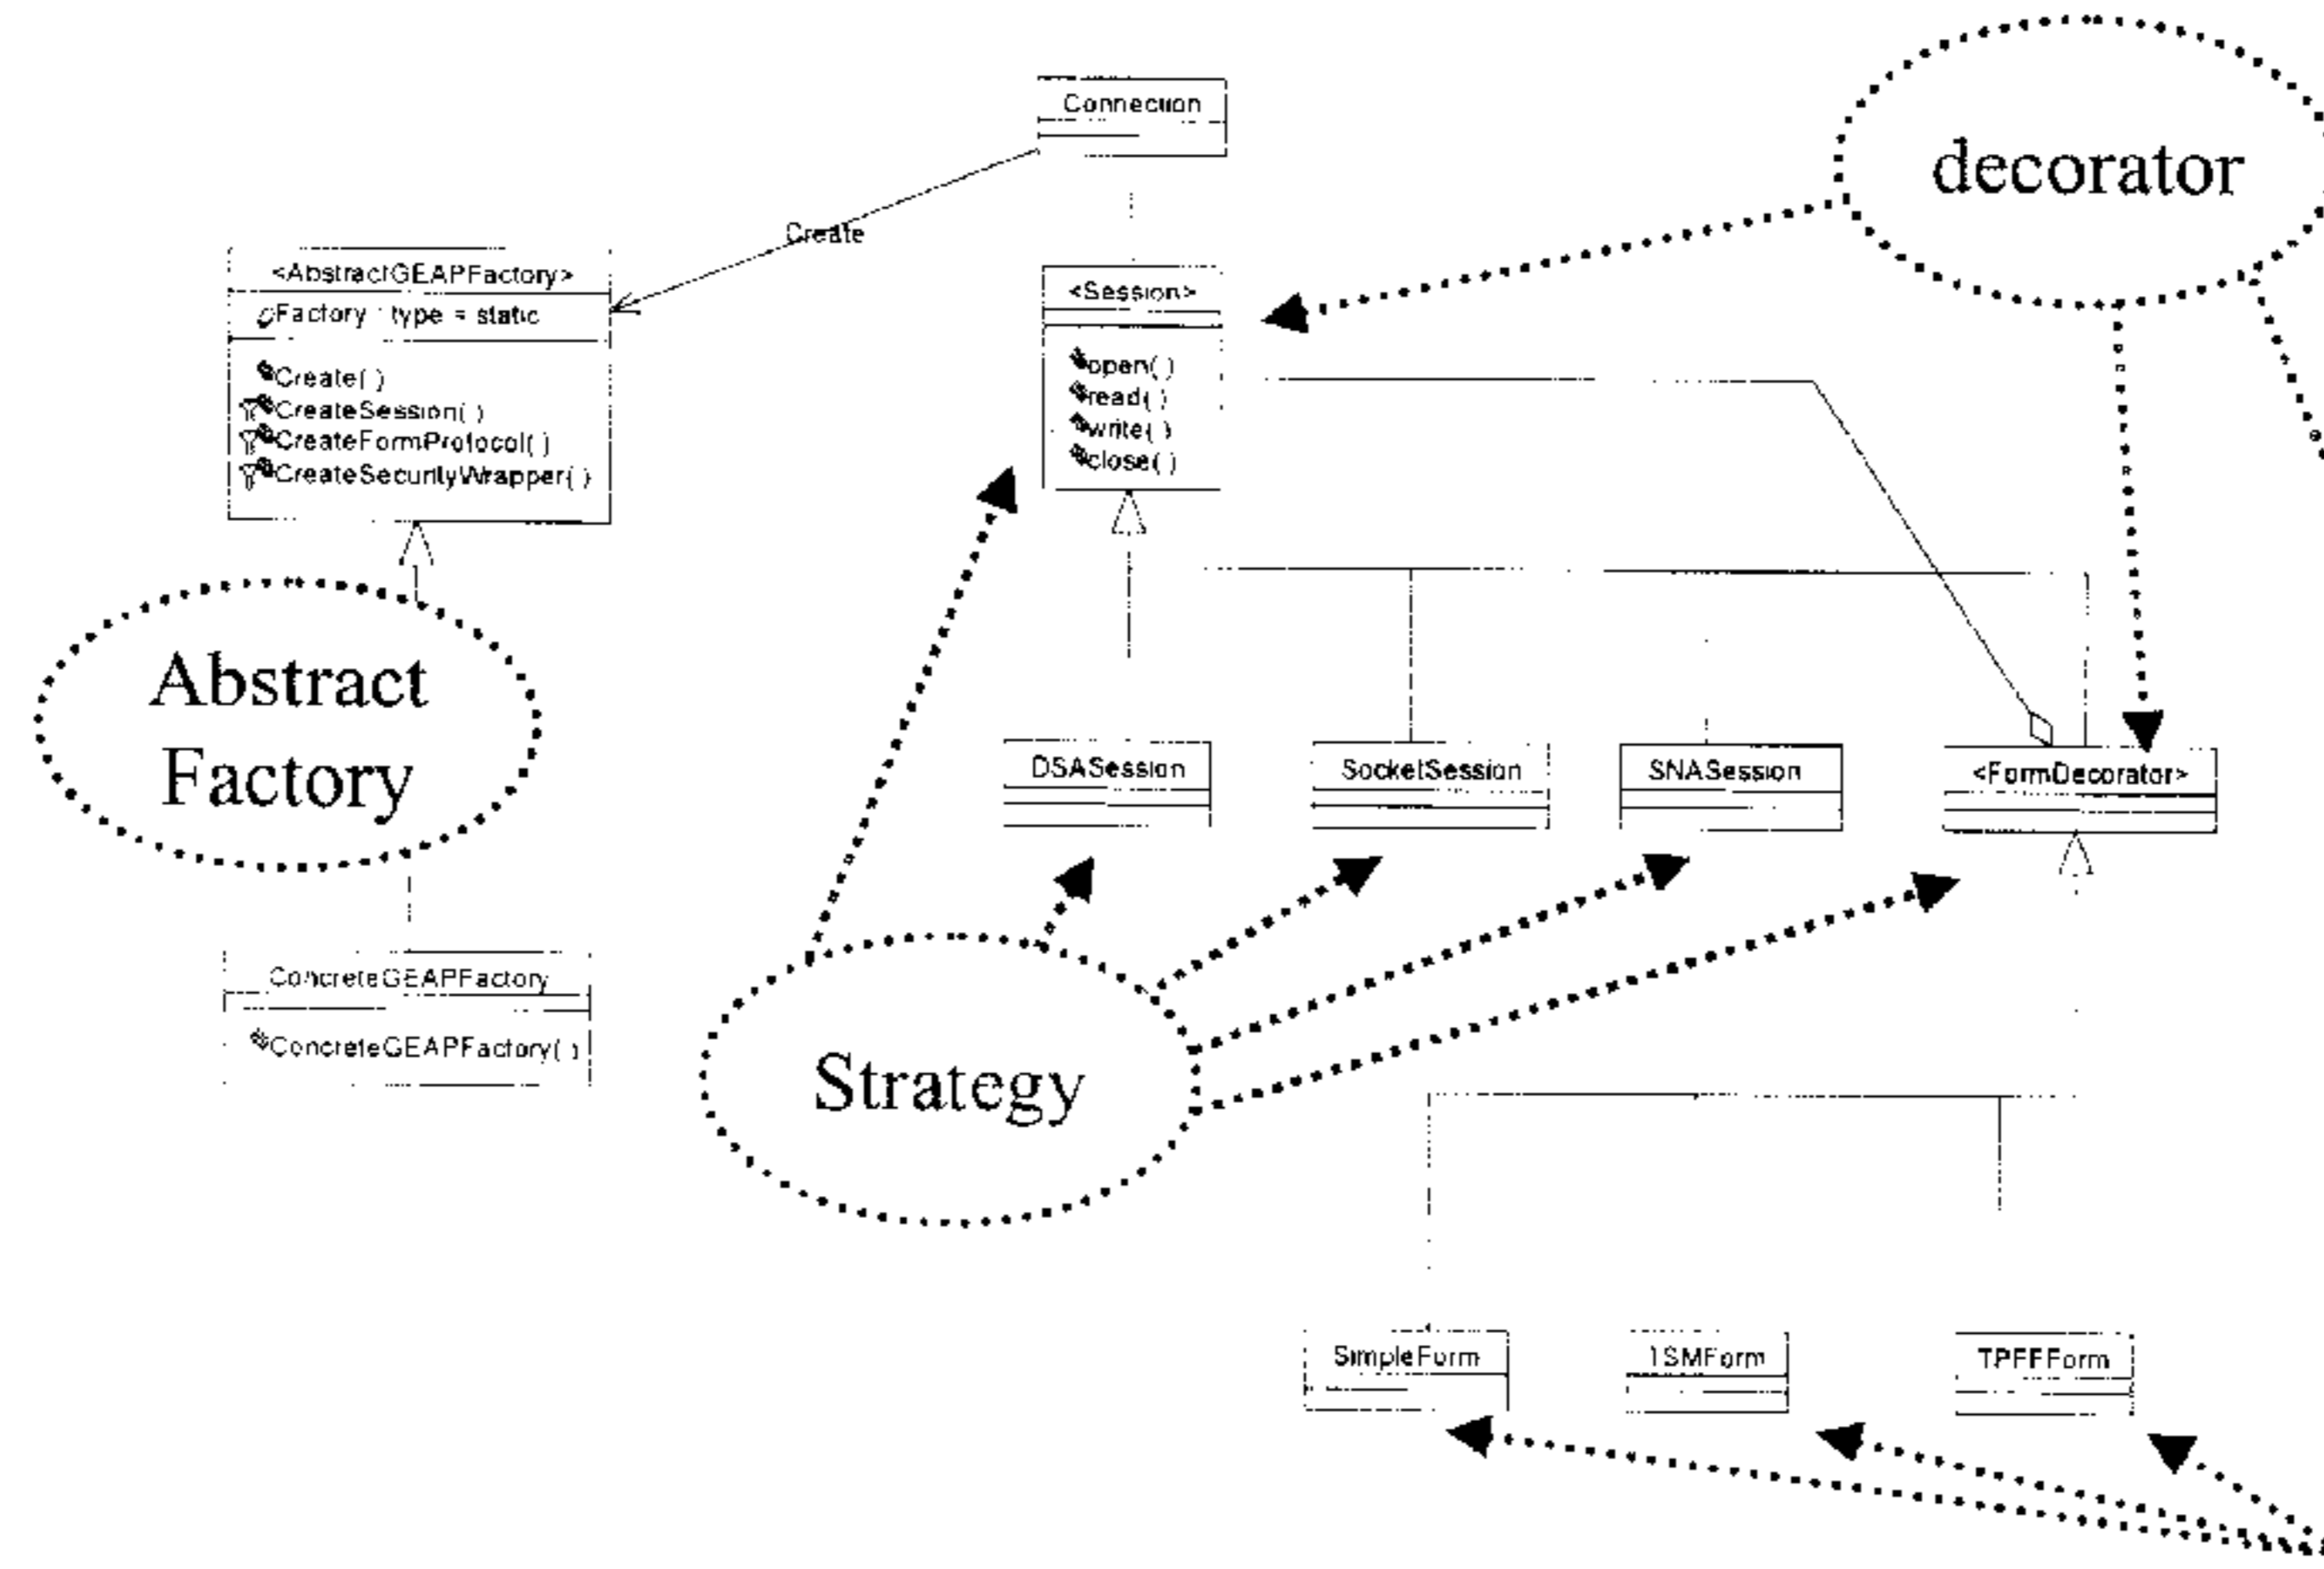 Connection
decorator
Create
<AbstractGEAPFactory>
Factory : type = static
Create( )
CreateSession( )
CreateFormProtocol( )
CreateSecurityWrapper( )
<Session>
open( )
read( )
write( )
close( )
Abstract
Factory
DSASession
SocketSession
SNASession
<FormDecorator>
ConcreteGEAPFactory
ConcreteGEAPFactory( )
Strategy
SimpleForm
TPFFForm